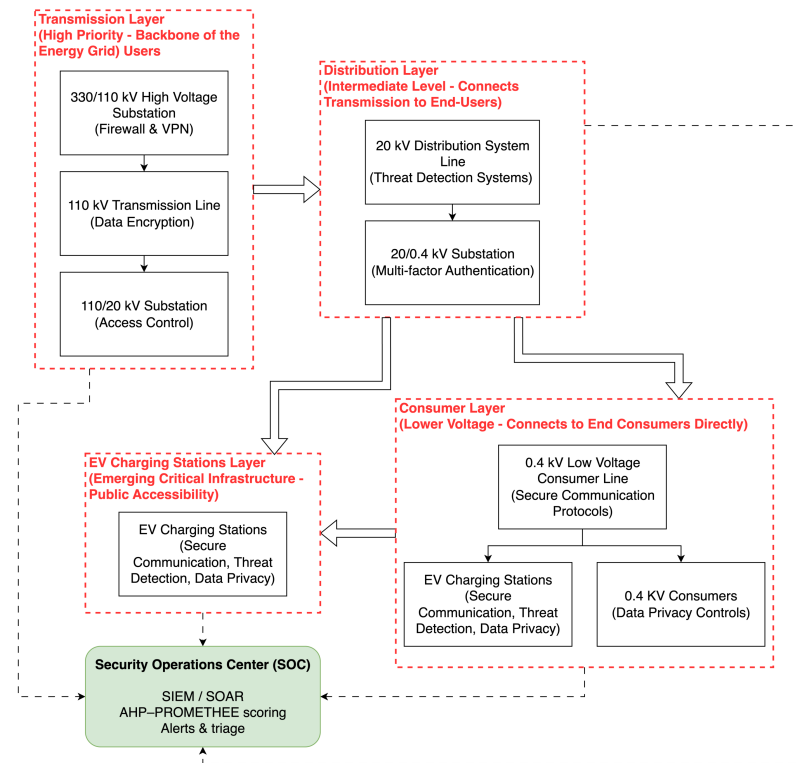 Transmission Layer
(High Priority - Backbone of the
Energy Grid) Users
330/110 kV High Voltage
Substation
(Firewall & VPN)
110 kV Transmission Line
(Data Encryption)
110/20 kV Substation
(Access Control)
Distribution Layer
(Intermediate Level - Connects
Transmission to End-Users)
20 kV Distribution System
Line
(Threat Detection Systems)
20/0.4 kV Substation
(Multi-factor Authentication)
Consumer Layer
(Lower Voltage - Connects to End Consumers Directly)
0.4 kV Low Voltage
Consumer Line
(Secure Communication
Protocols)
EV Charging Stations
(Secure
Communication, Threat
Detection, Data Privacy)
0.4 KV Consumers
(Data Privacy Controls)
EV Charging Stations Layer
(Emerging Critical Infrastructure -
Public Accessibility)
EV Charging Stations
(Secure
Communication, Threat
Detection, Data Privacy)
Security Operations Center (SOC)
SIEM / SOAR
AHP–PROMETHEE scoring
Alerts & triage